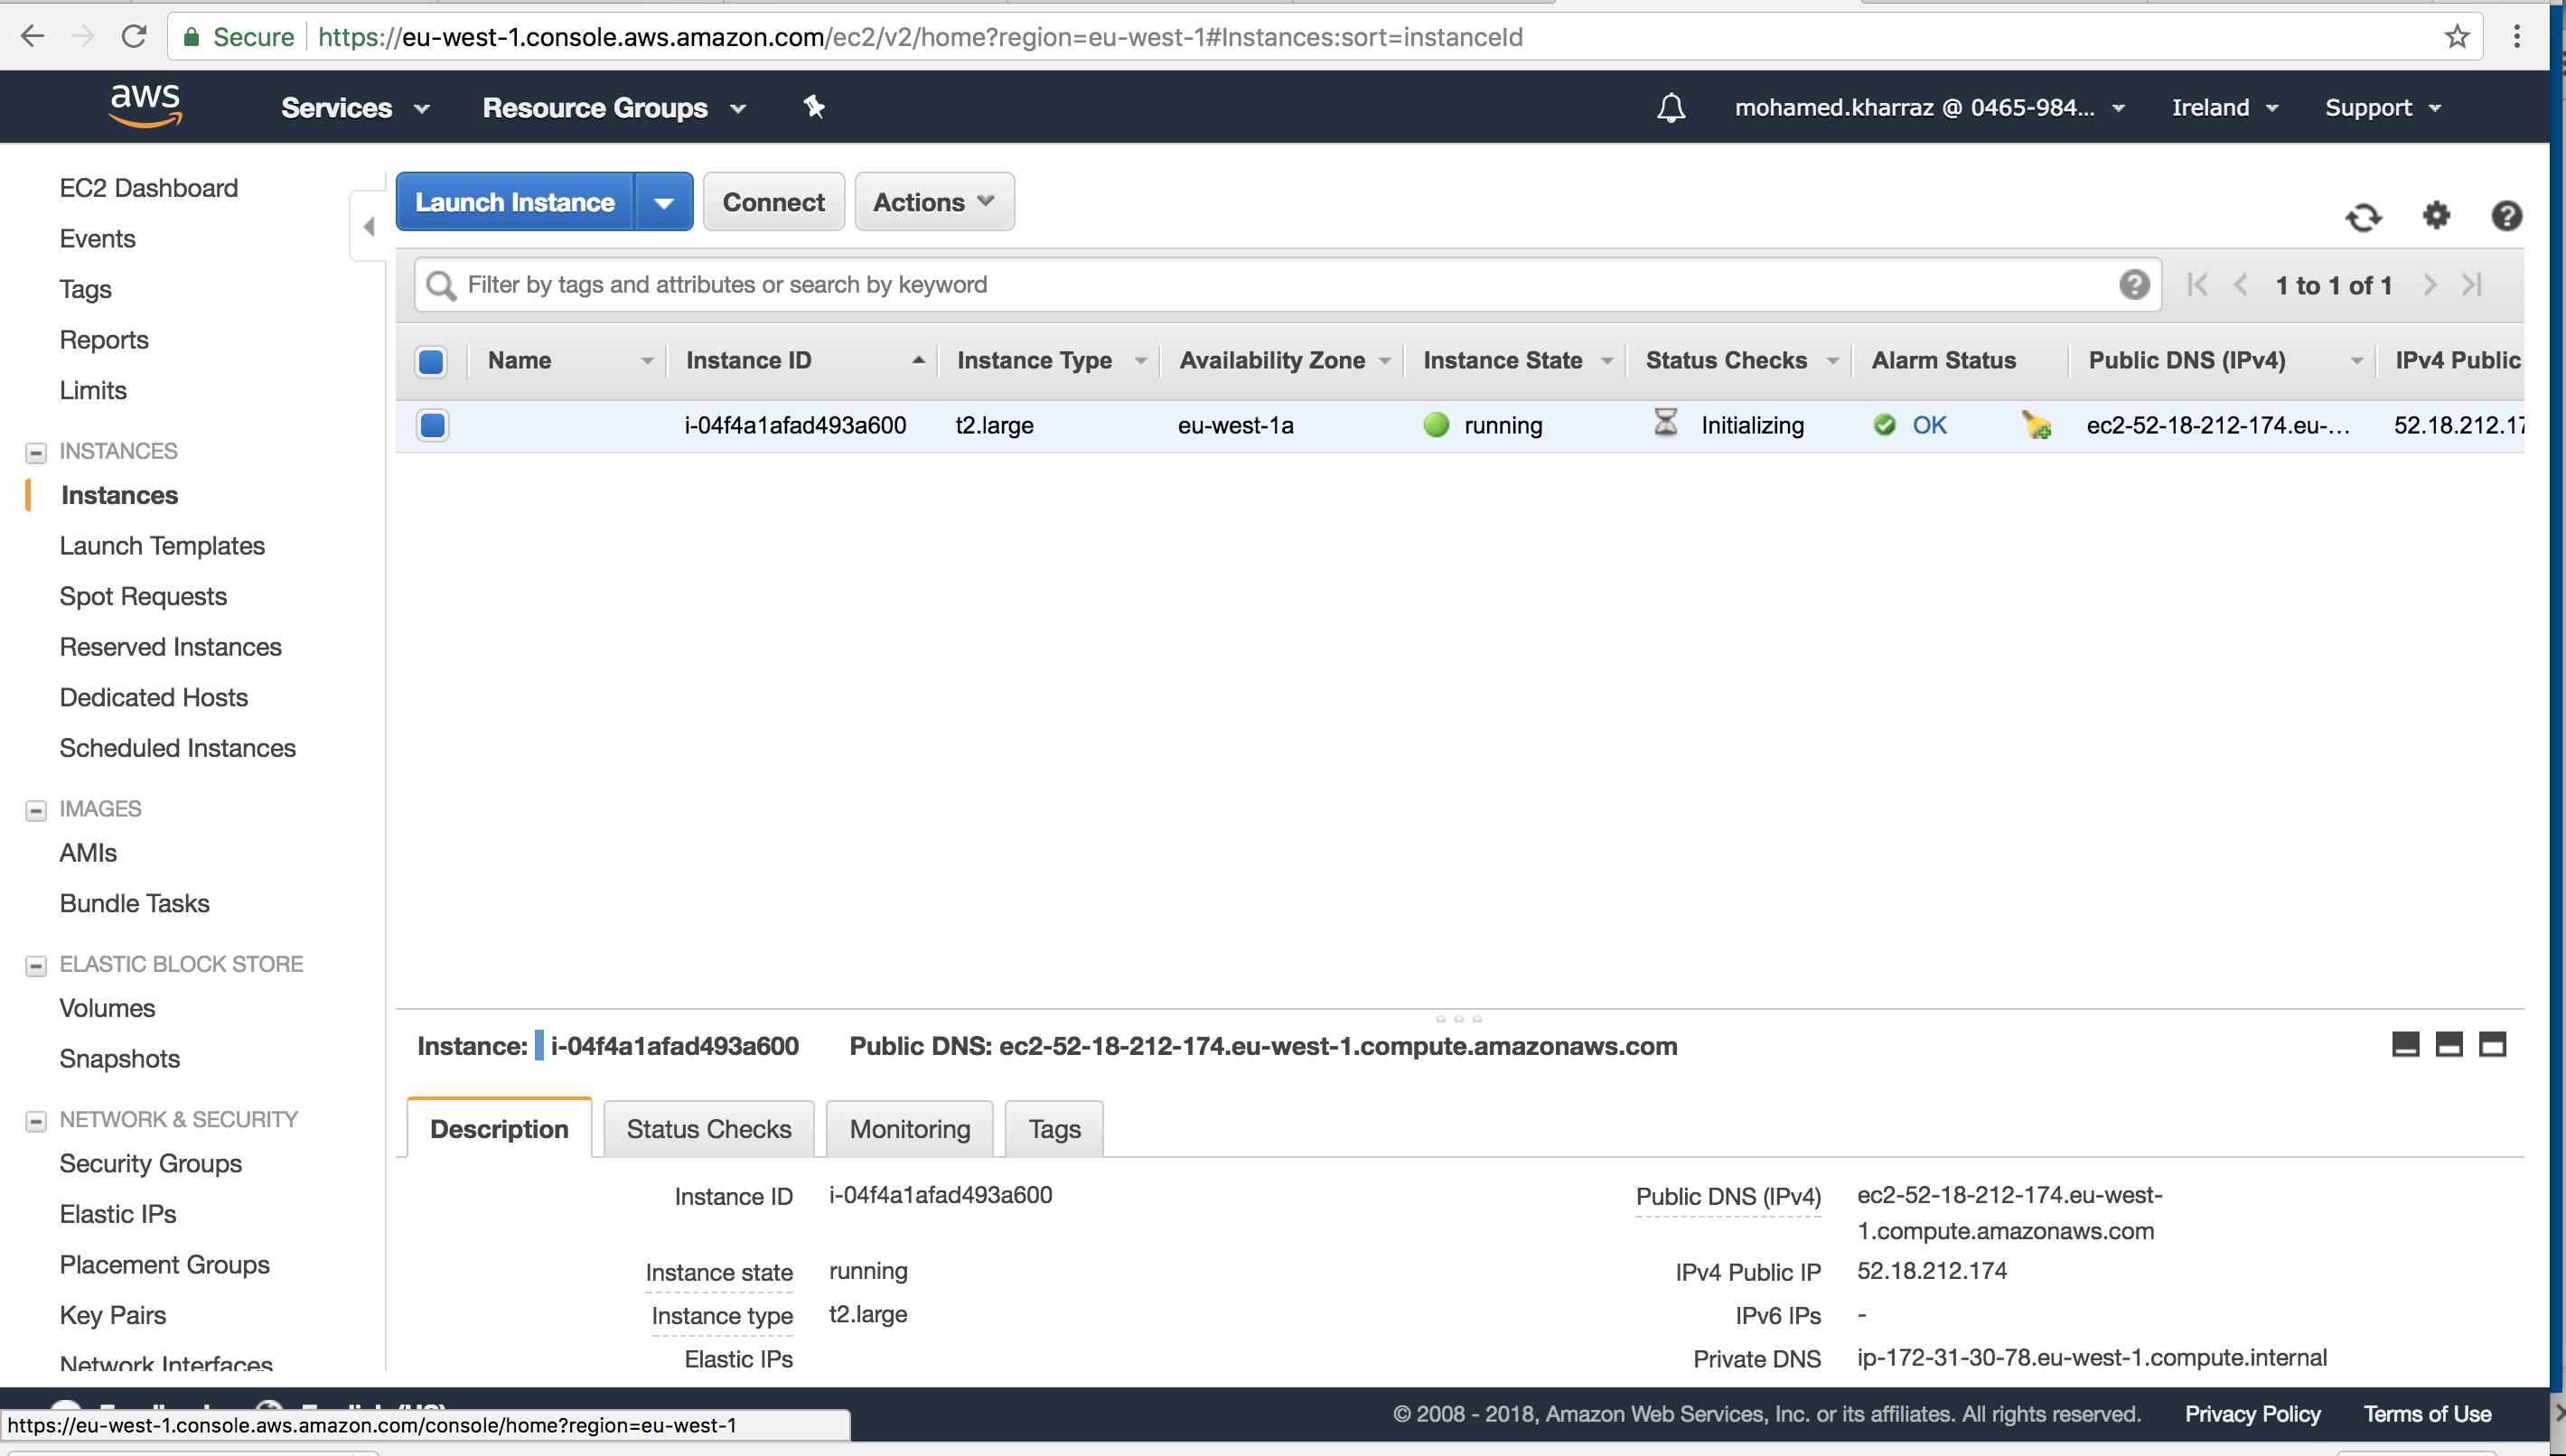 Secure https://eu-west-1.console.aws.amazon.com/ec2/v2/home?region=eu-west-1#Instances:sort=instanceId
aws Services Resource Groups mohamed.kharraz @ 0465-984... Ireland Support
EC2 Dashboard
Events
Tags
Reports
Limits
INSTANCES
Instances
Launch Templates
Spot Requests
Reserved Instances
Dedicated Hosts
Scheduled Instances
IMAGES
AMIs
Bundle Tasks
ELASTIC BLOCK STORE
Volumes
Snapshots
NETWORK & SECURITY
Security Groups
Elastic IPs
Placement Groups
Key Pairs
Network Interfaces
Launch Instance Connect Actions
Filter by tags and attributes or search by keyword 1 to 1 of 1
Name Instance ID Instance Type Availability Zone Instance State Status Checks Alarm Status Public DNS (IPv4) IPv4 Public
i-04f4a1afad493a600 t2.large eu-west-1a running Initializing OK ec2-52-18-212-174.eu-... 52.18.212.17
Instance: i-04f4a1afad493a600 Public DNS: ec2-52-18-212-174.eu-west-1.compute.amazonaws.com
Description Status Checks Monitoring Tags
Instance ID i-04f4a1afad493a600 Public DNS (IPv4) ec2-52-18-212-174.eu-west-
1.compute.amazonaws.com
Instance state running IPv4 Public IP 52.18.212.174
Instance type t2.large IPv6 IPs -
Elastic IPs Private DNS ip-172-31-30-78.eu-west-1.compute.internal
© 2008 - 2018, Amazon Web Services, Inc. or its affiliates. All rights reserved. Privacy Policy Terms of Use
https://eu-west-1.console.aws.amazon.com/console/home?region=eu-west-1